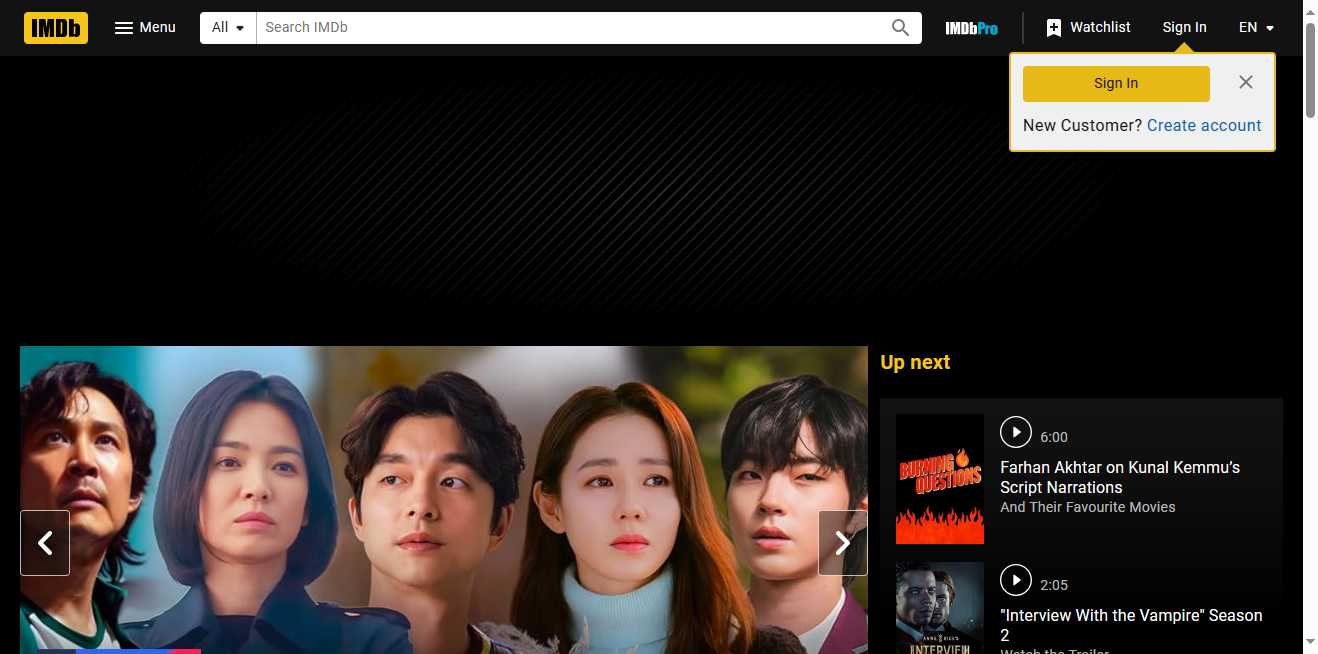 IMDb
Menu
All
Search IMDb
IMDbPro
Watchlist
Sign In
EN
Sign In
New Customer? Create account
Up next
BURNING
QUESTIONS
6:00
Farhan Akhtar on Kunal Kemmu’s
Script Narrations
And Their Favourite Movies
ANNE RICE'S
INTERVIEW
2:05
"Interview With the Vampire" Season
2
Watch the Trailer